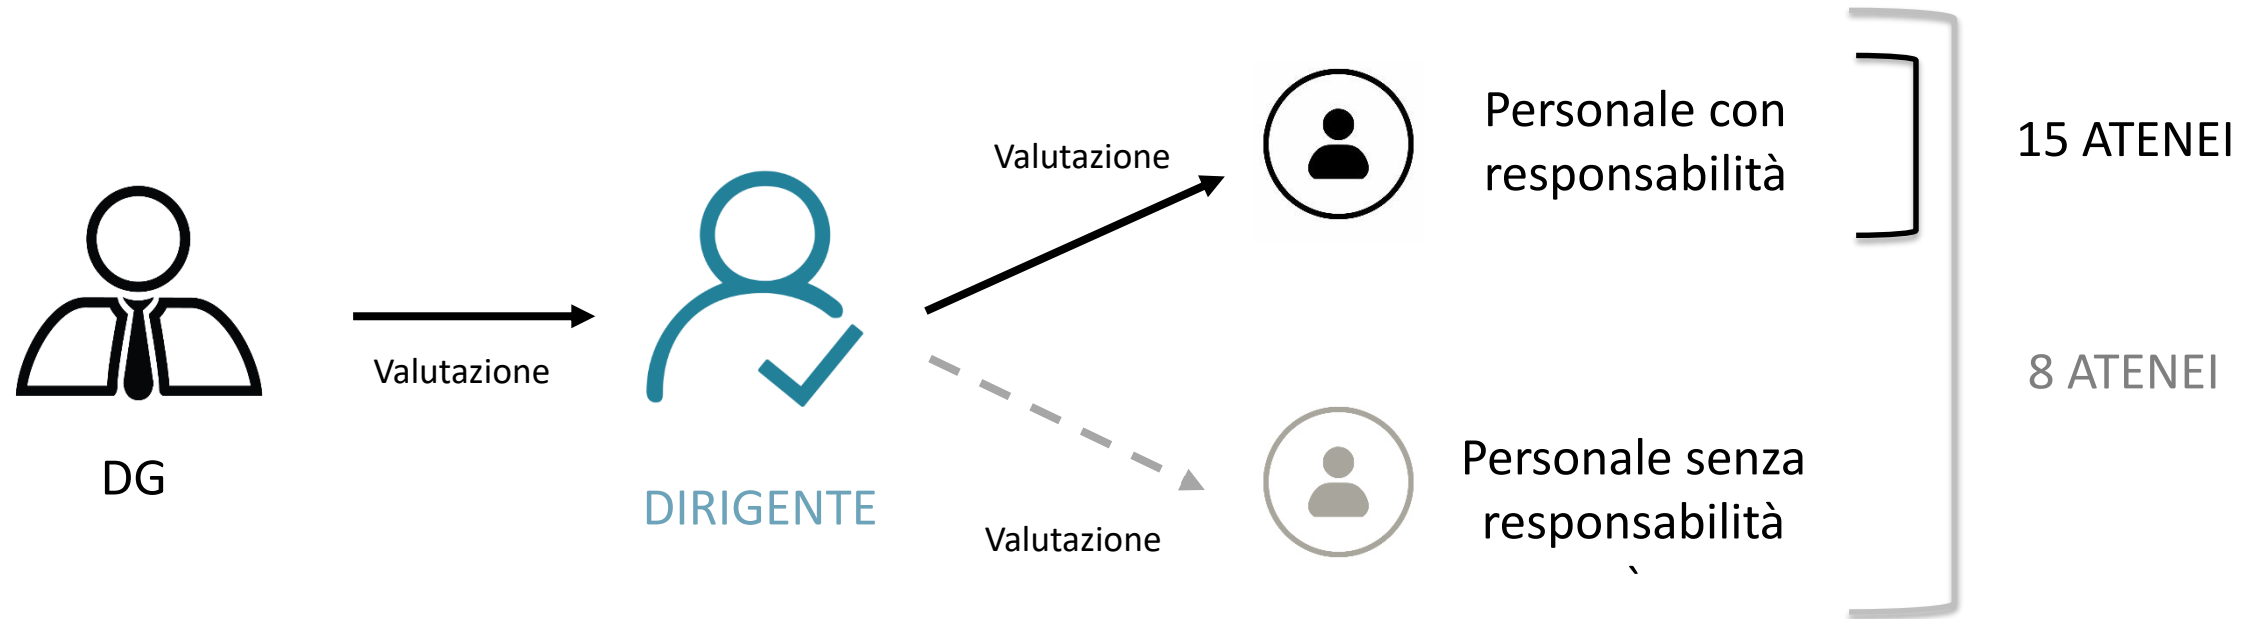 DG
Valutazione
DIRIGENTE
Valutazione
Personale con
responsabilità
15 ATENEI
Valutazione
Personale senza
responsabilità
`
8 ATENEI